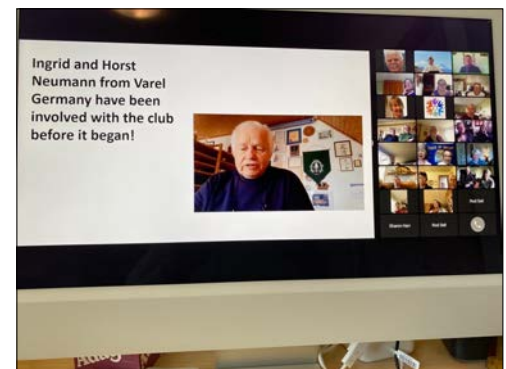 Ingrid and Horst
Neumann from Varel
Germany have been
involved with the club
before it began!